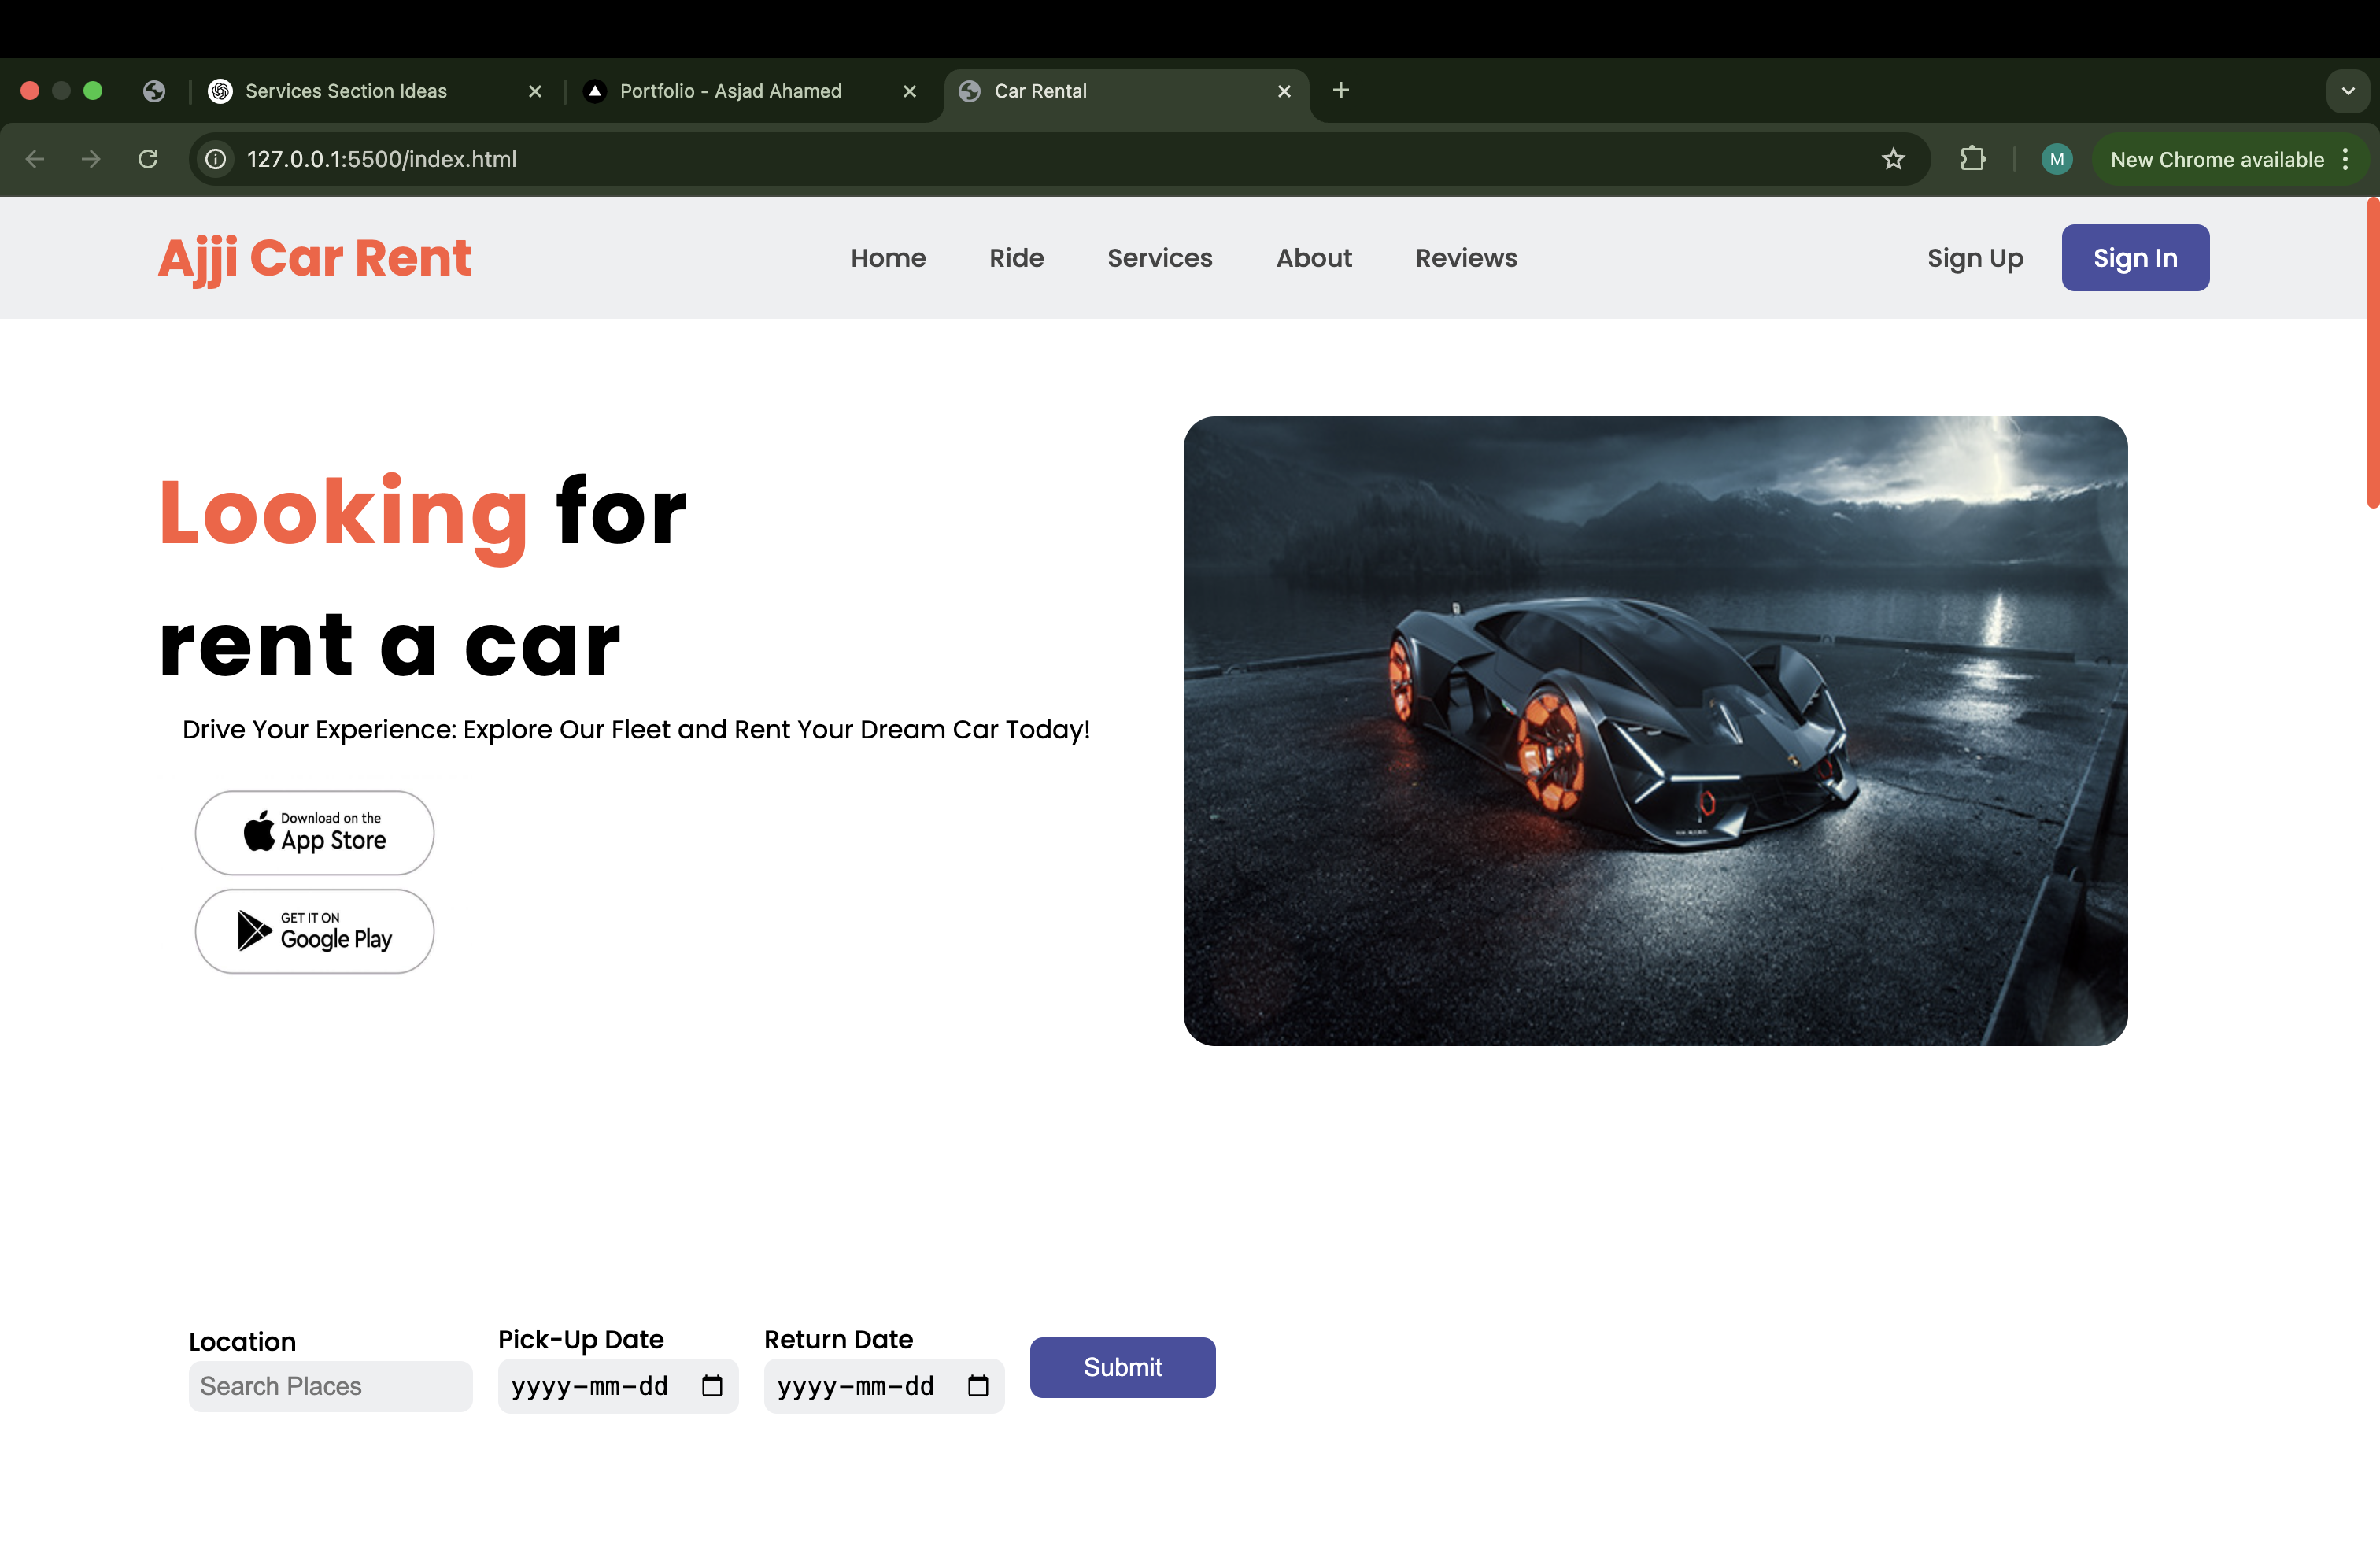 Services Section Ideas
Portfolio - Asjad Ahamed
Car Rental
127.0.0.1:5500/index.html
M
New Chrome available
Ajji Car Rent
Home
Ride
Services
About
Reviews
Sign Up
Sign In
Looking for
rent a car
Drive Your Experience: Explore Our Fleet and Rent Your Dream Car Today!
Download on the
App Store
GET IT ON
Google Play
Location
Pick-Up Date
Return Date
Search Places
yyyy-mm-dd
yyyy-mm-dd
Submit